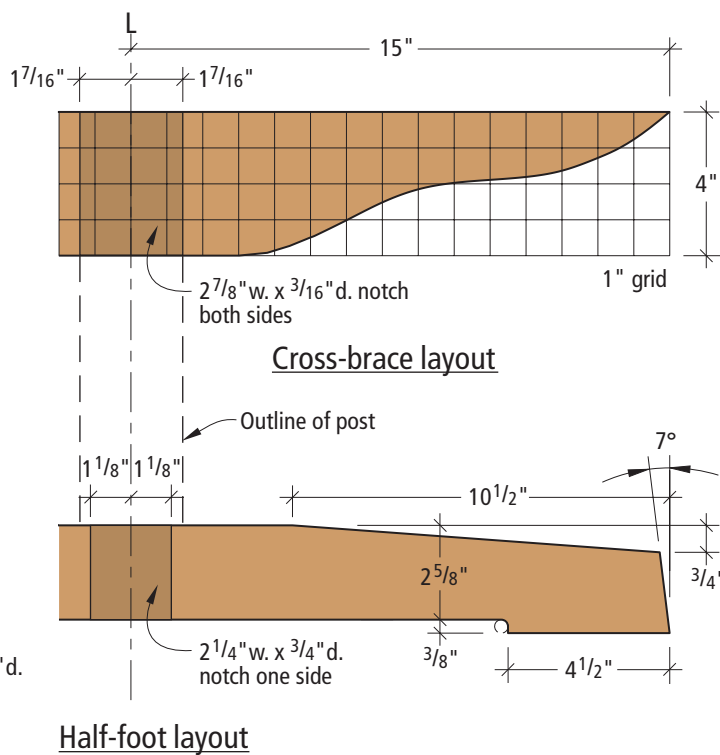 L
15"
1 7/16"
1 7/16"
4"
1" grid
2 7/8" w. x 3/16" d. notch
both sides
Cross-brace layout
Outline of post
7°
1 1/8"
1 1/8"
10 1/2"
2 5/8"
3/4"
3/8"
2 1/4" w. x 3/4" d.
notch one side
4 1/2"
"d.
Half-foot layout